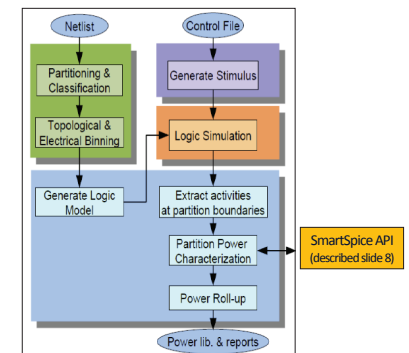 Netlist
Control File
Partitioning &
Classification
Generate Stimulus
Topological &
Electrical Binning
Logic Simulation
Generate Logic
Model
Extract activities
at partition boundaries
Partition Power
Characterization
SmartSpice API
(described slide 8)
Power Roll-up
Power lib. & reports